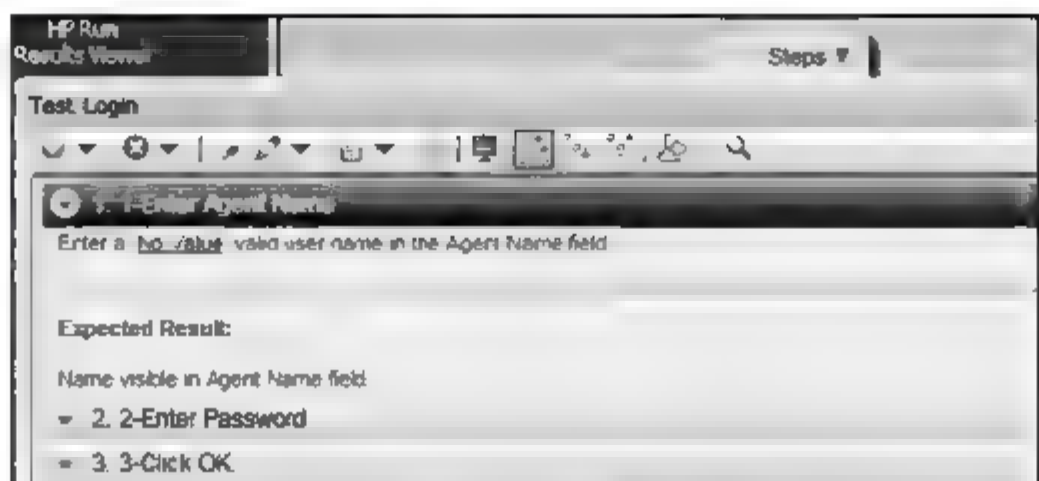 HP Run
Results Viewer
Steps
Test Login
1. 1-Enter Agent Name
Enter a No Value valid user name in the Agent Name field
Expected Result:
Name visible in Agent Name field
2. 2-Enter Password
3. 3-Click OK.